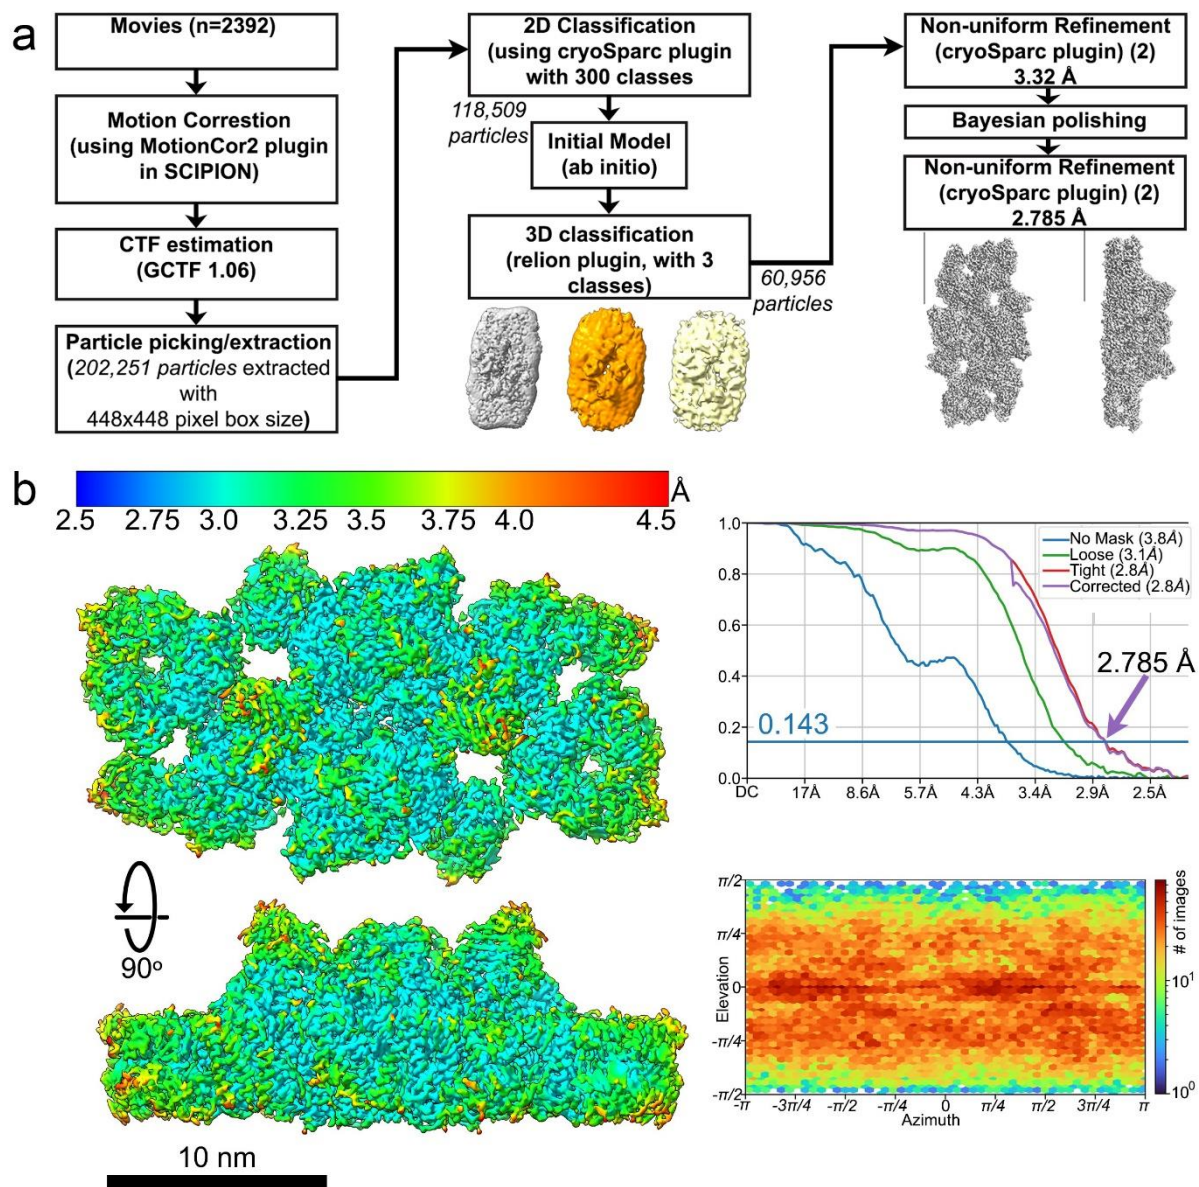 a
Movies (n=2392)
Motion Correstion
(using MotionCor2 plugin
in SCIPION)
CTF estimation
(GCTF 1.06)
Particle picking/extraction
(202,251 particles extracted
with
448x448 pixel box size)
2D Classification
(using cryoSparc plugin
with 300 classes
118,509
particles
Initial Model
(ab initio)
3D classification
(relion plugin, with 3
classes)
60,956
particles
Non-uniform Refinement
(cryoSparc plugin) (2)
3.32 Å
Bayesian polishing
Non-uniform Refinement
(cryoSparc plugin) (2)
2.785 Å
b
Å
2.5 2.75 3.0 3.25 3.5 3.75 4.0 4.5
90º
10 nm
1.0
0.8
0.6
0.4
0.2
0.0
No Mask (3.8Å)
Loose (3.1Å)
Tight (2.8Å)
Corrected (2.8Å)
2.785 Å
0.143
DC 17Å 8.6Å 5.7Å 4.3Å 3.4Å 2.9Å 2.5Å
π/2
π/4
0
-π/4
-π/2
Elevation
-π -3π/4 -π/2 -π/4 0 π/4 π/2 3π/4 π
Azimuth
# of images
10¹
10⁰